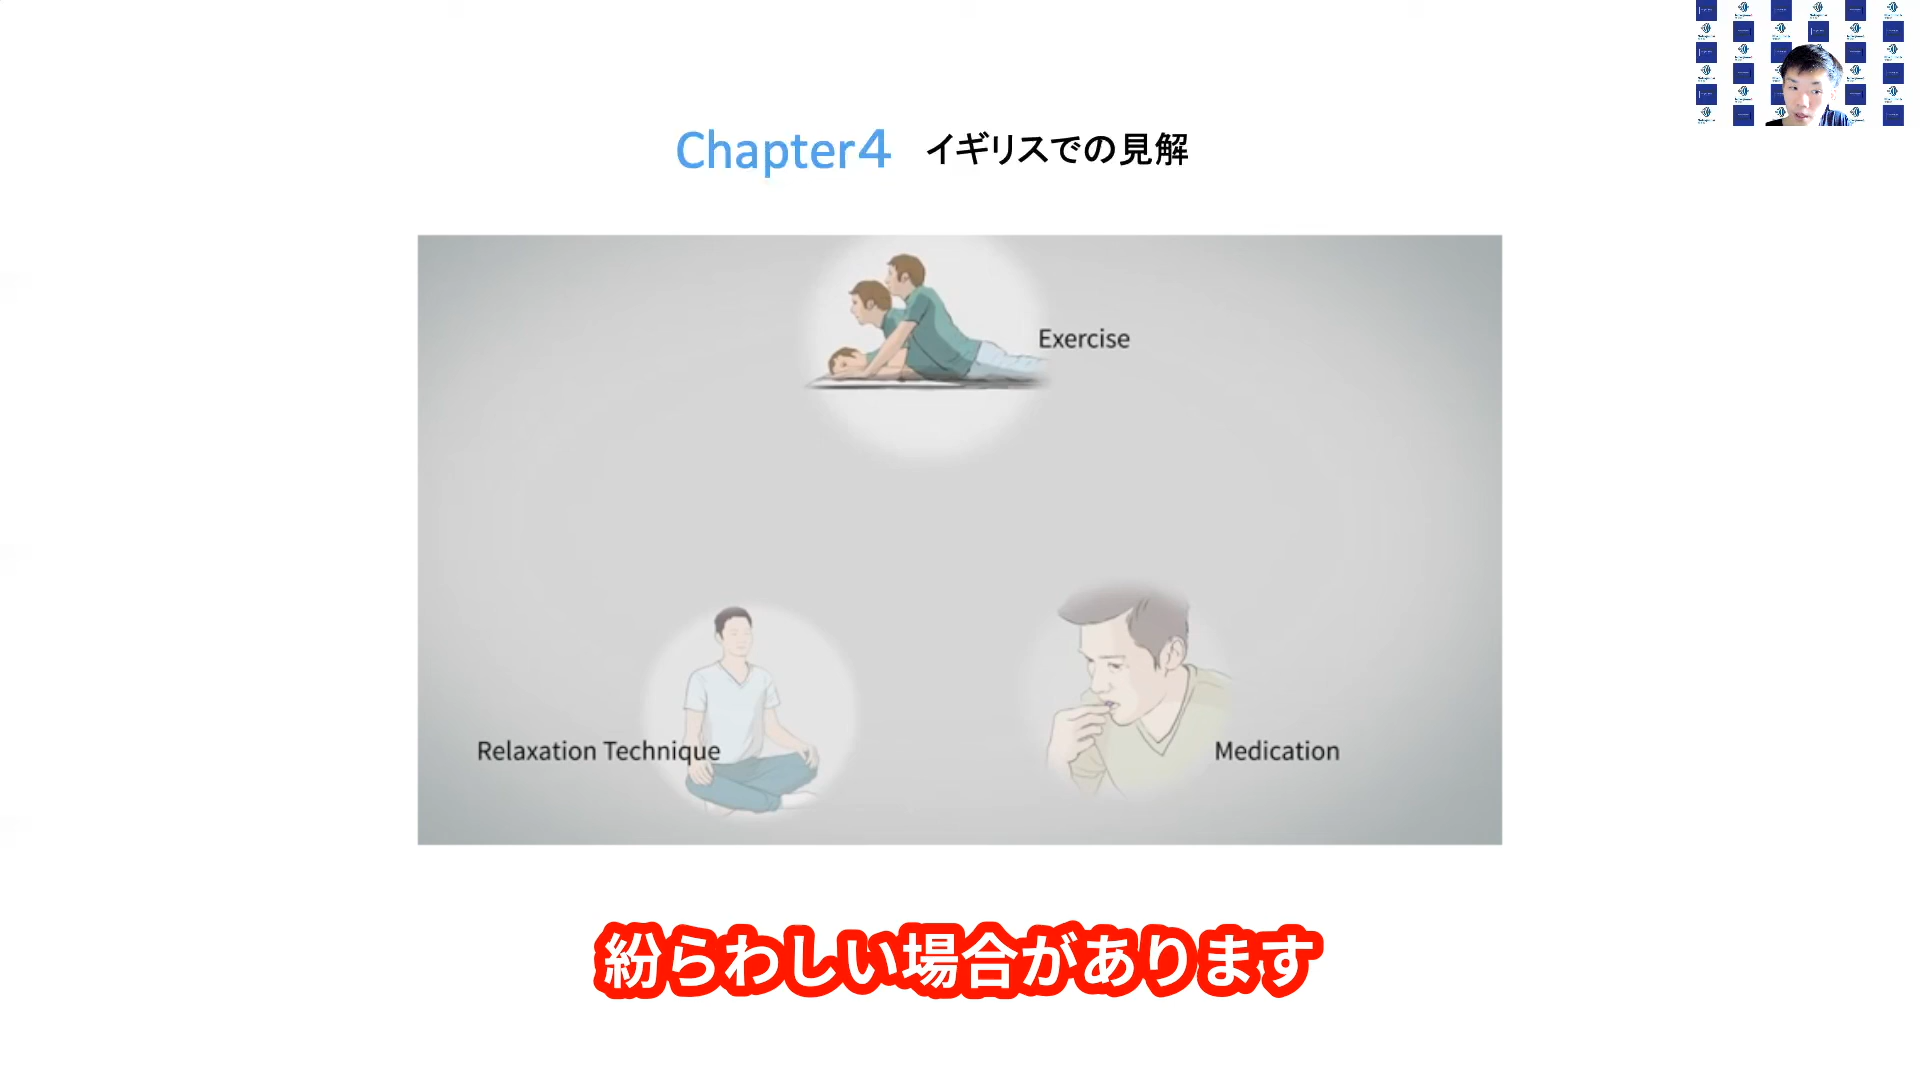 Chapter4 イギリスでの見解
Exercise
Relaxation Technique
Medication
紛らわしい場合があります